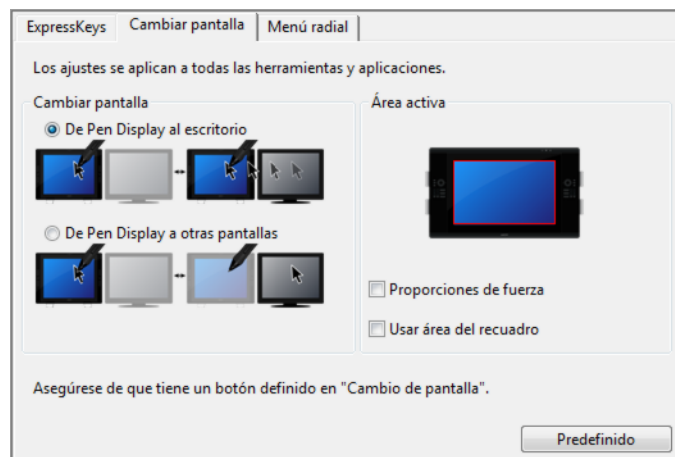 ExpressKeys
Cambiar pantalla
Menú radial
Los ajustes se aplican a todas las herramientas y aplicaciones.
Cambiar pantalla
De Pen Display al escritorio
De Pen Display a otras pantallas
Área activa
Proporciones de fuerza
Usar área del recuadro
Asegúrese de que tiene un botón definido en "Cambio de pantalla".
Predefinido